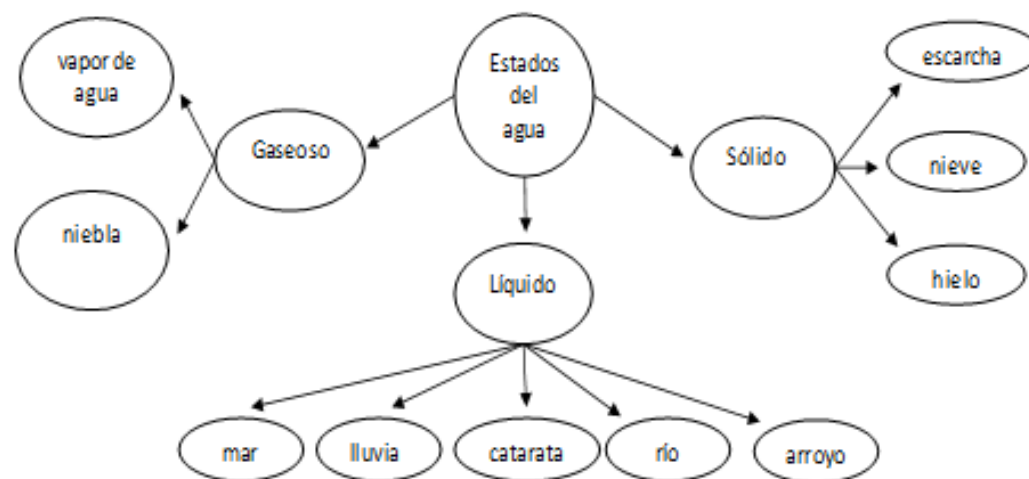 Estados
del
agua
Gaseoso
vapor de
agua
niebla
Líquido
mar
lluvia
catarata
río
arroyo
Sólido
escarcha
nieve
hielo